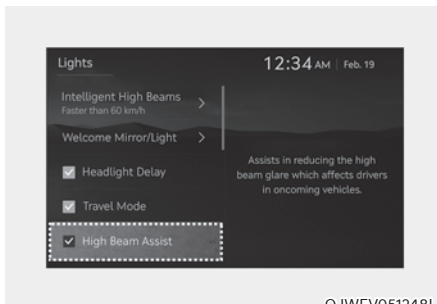 Lights
12:34 AM | Feb. 19
Intelligent High Beams >
Faster than 60 km/h
Welcome Mirror/Light >
Headlight Delay
Travel Mode
High Beam Assist
Assists in reducing the high
beam glare which affects drivers
in oncoming vehicles.